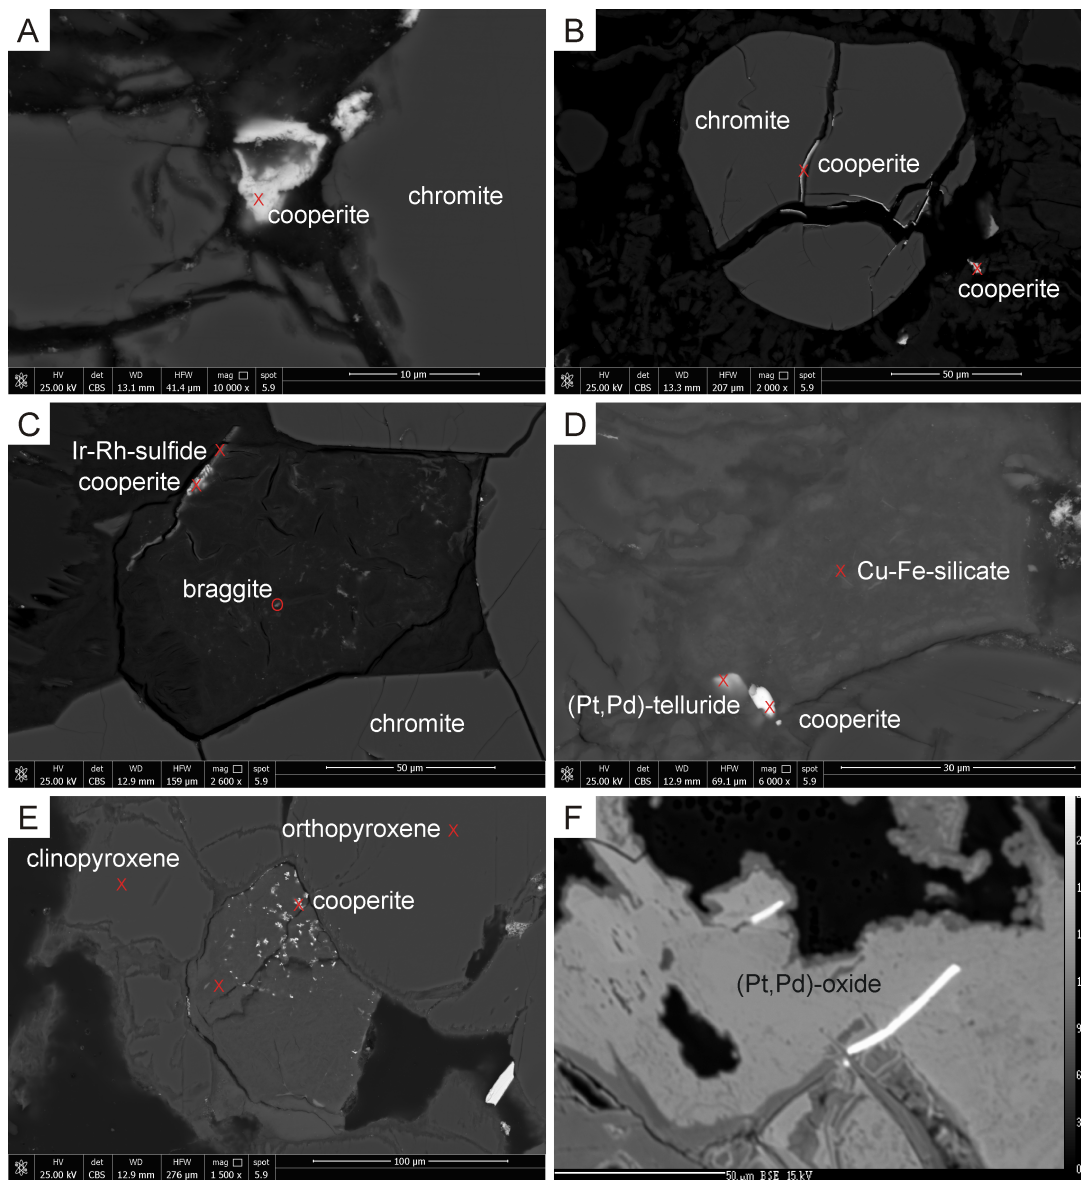 A
cooperite
chromite
HV det WD HFW mag spot
25.00 kV CBS 13.1 mm 41.4 µm 10 000 x 5.9
10 µm
B
chromite
cooperite
cooperite
HV det WD HFW mag spot
25.00 kV CBS 13.3 mm 207 µm 2 000 x 5.9
50 µm
C
Ir-Rh-sulfide
cooperite
braggite
chromite
HV det WD HFW mag spot
25.00 kV CBS 12.9 mm 159 µm 2 600 x 5.9
50 µm
D
Cu-Fe-silicate
(Pt,Pd)-telluride
cooperite
HV det WD HFW mag spot
25.00 kV CBS 12.9 mm 69.1 µm 6 000 x 5.9
30 µm
E
orthopyroxene
clinopyroxene
cooperite
HV det WD HFW mag spot
25.00 kV CBS 12.9 mm 276 µm 1 500 x 5.9
100 µm
F
(Pt,Pd)-oxide
50 µm BSE 15.kV